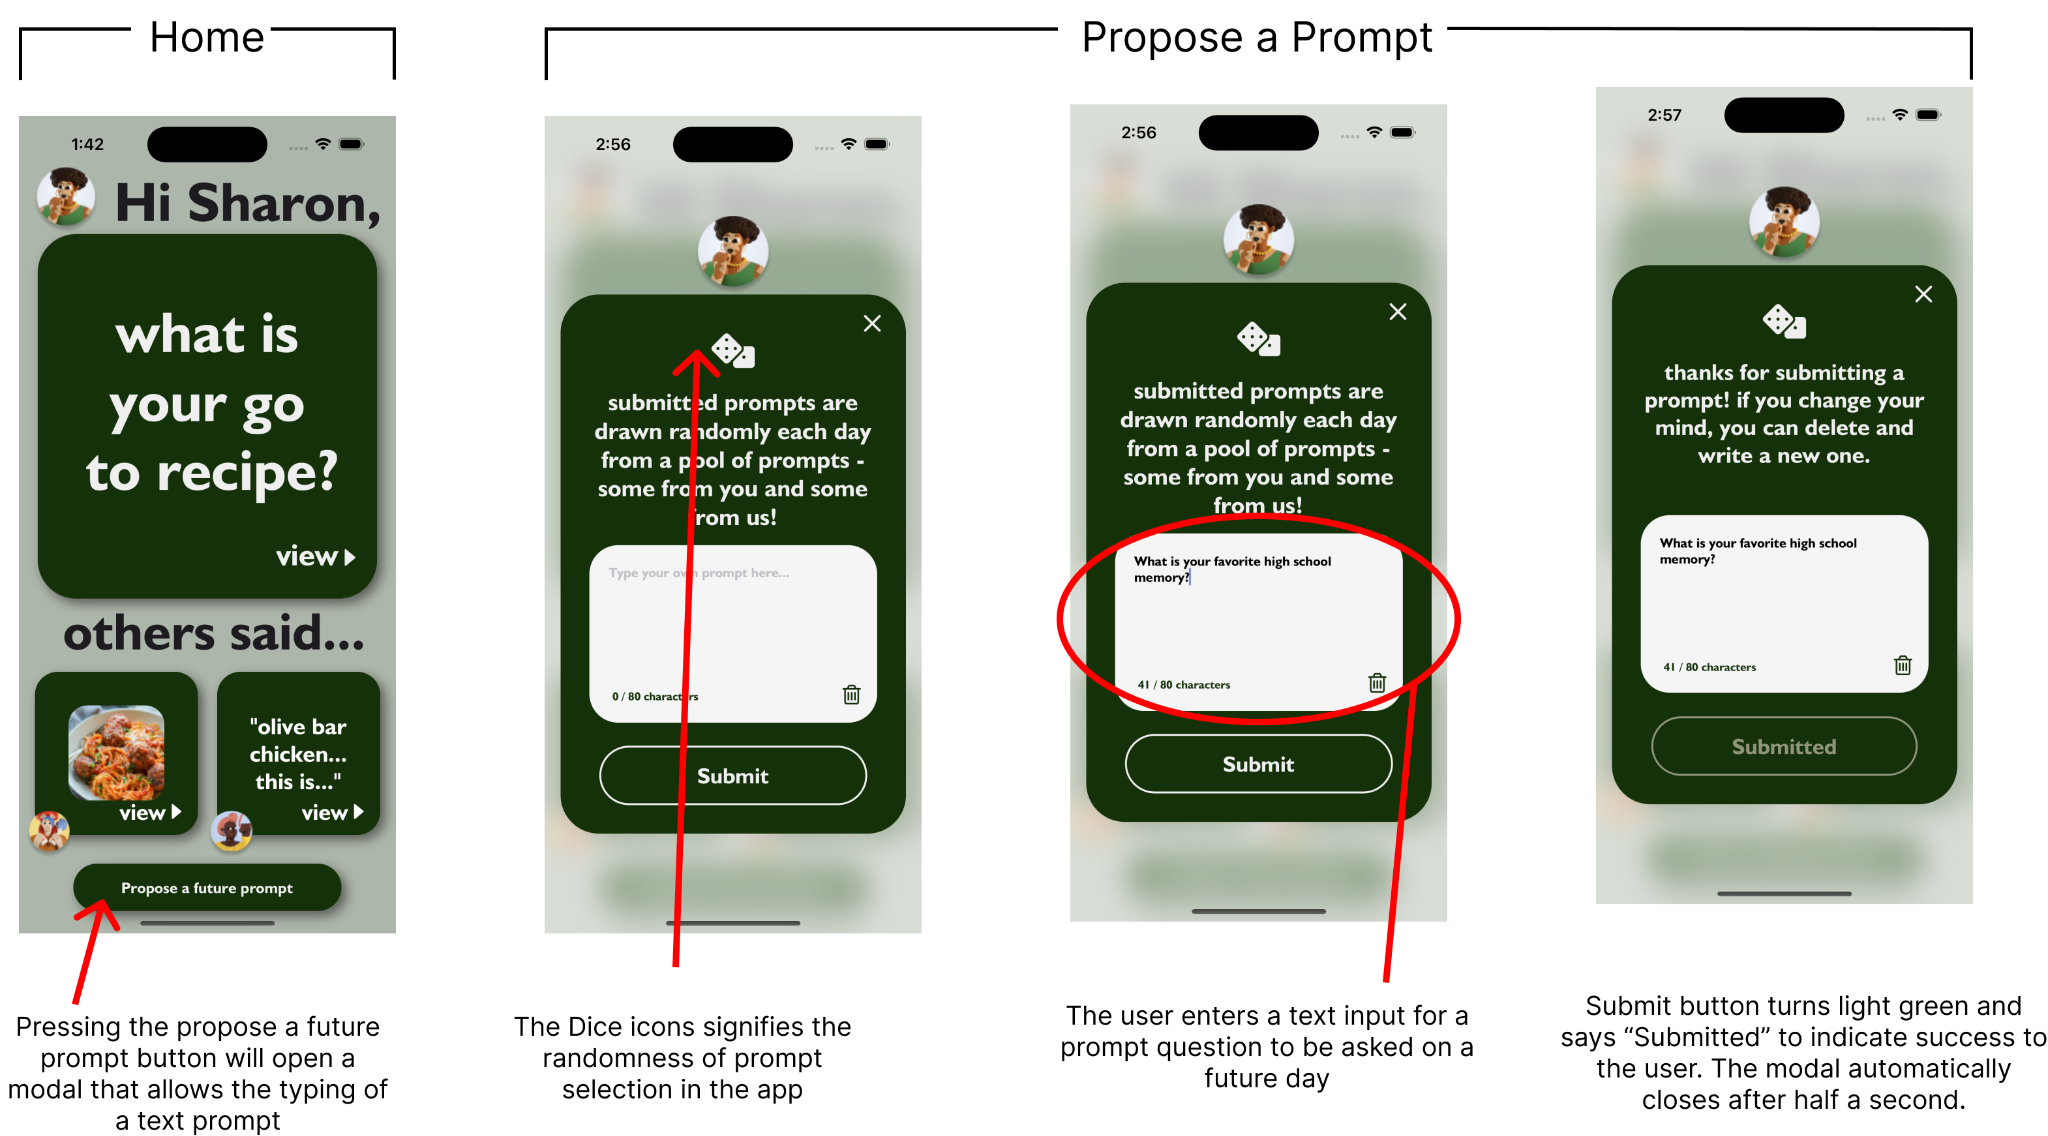 Home
Propose a Prompt
1:42
Hi Sharon,
what is
your go
to recipe?
view
others said...
view
"olive bar
chicken...
this is..."
view
Propose a future prompt
Pressing the propose a future
prompt button will open a
modal that allows the typing of
a text prompt
2:56
submitted prompts are
drawn randomly each day
from a pool of prompts -
some from you and some
from us!
Type your own prompt here...
0 / 80 characters
Submit
The Dice icons signifies the
randomness of prompt
selection in the app
2:56
submitted prompts are
drawn randomly each day
from a pool of prompts -
some from you and some
from us!
What is your favorite high school
memory?
41 / 80 characters
Submit
The user enters a text input for a
prompt question to be asked on a
future day
2:57
thanks for submitting a
prompt! if you change your
mind, you can delete and
write a new one.
What is your favorite high school
memory?
41 / 80 characters
Submitted
Submit button turns light green and
says “Submitted” to indicate success to
the user. The modal automatically
closes after half a second.